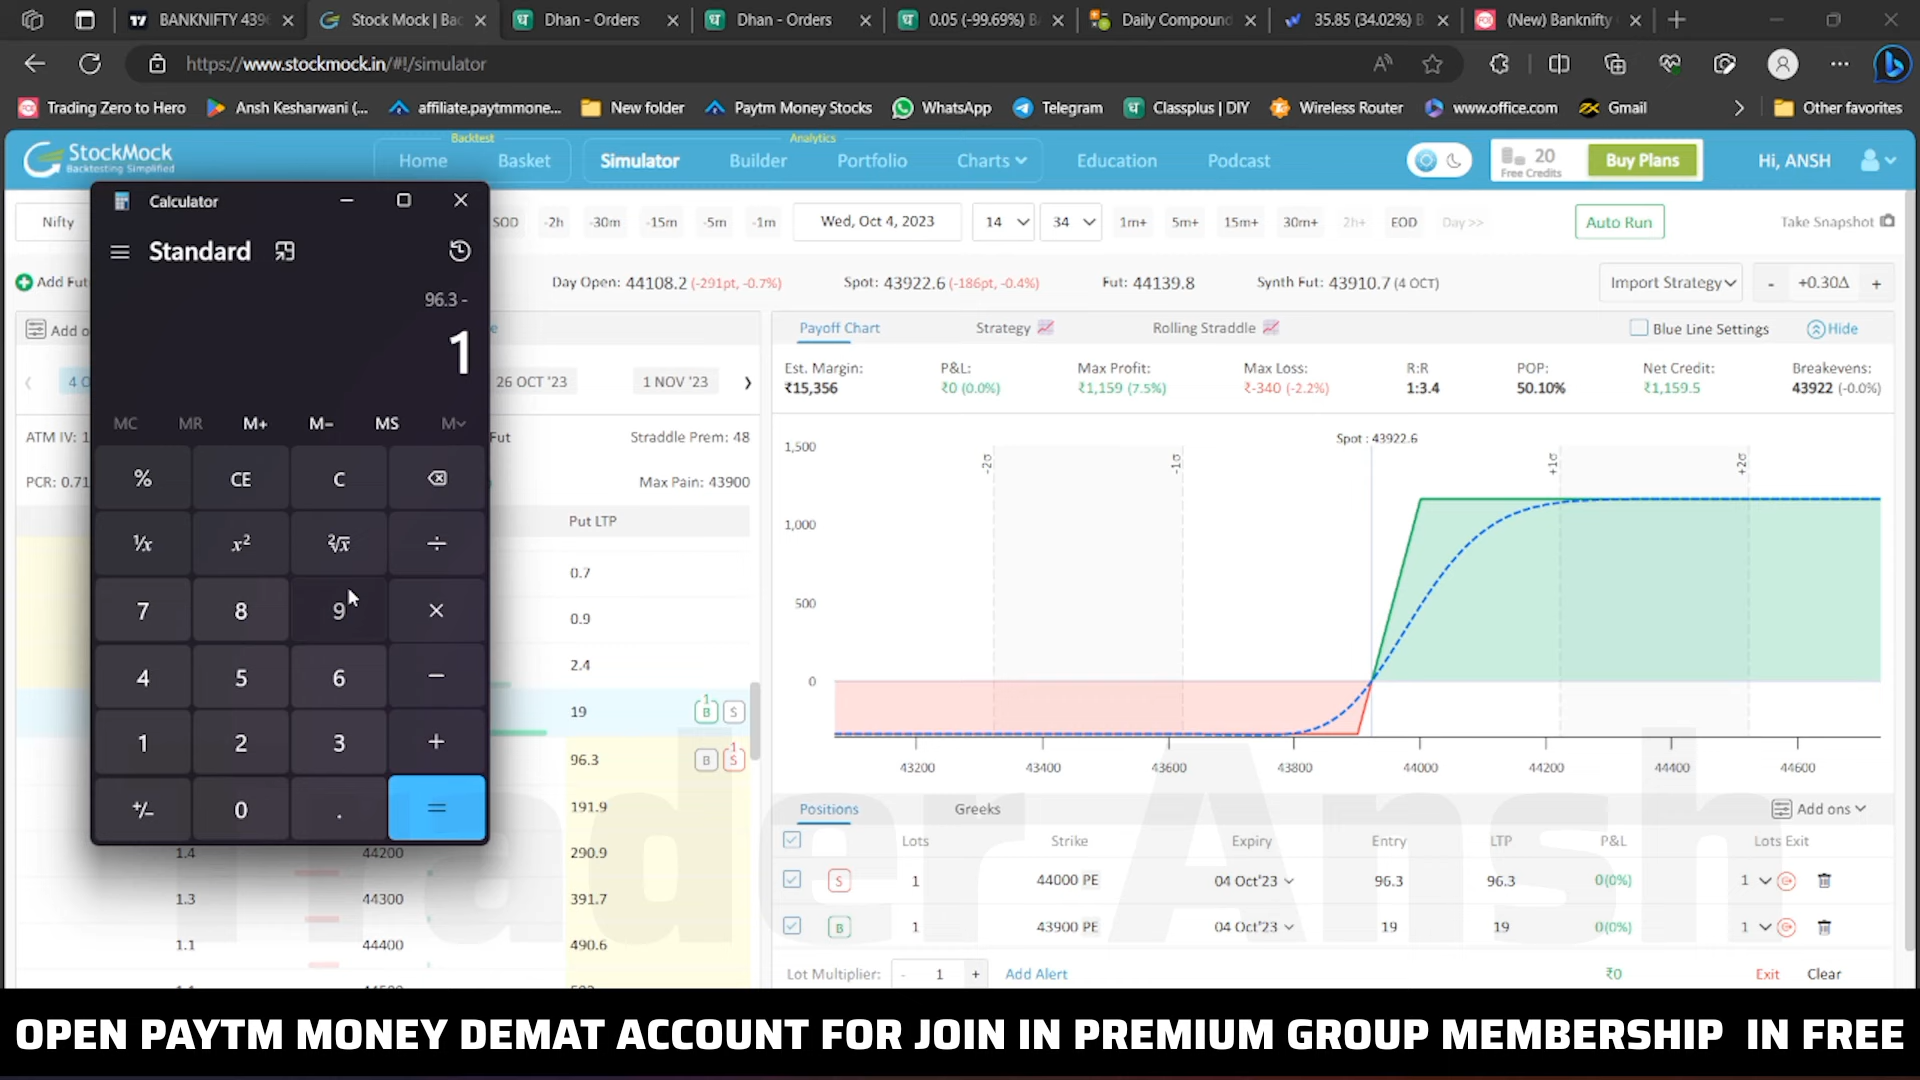 BANKNIFTY 439
Stock Mock | Bac
Dhan - Orders
Dhan - Orders
0.05 (-99.69%) B
Daily Compound
35.85 (34.02%) B
(New) Banknifty
https://www.stockmock.in/#!/simulator
Trading Zero to Hero
Ansh Kesharwani (...
affiliate.paytmmone...
New folder
Paytm Money Stocks
WhatsApp
Telegram
Classplus | DIY
Wireless Router
www.office.com
Gmail
Other favorites
StockMock
Backtesting Simplified
Backtest
Home
Basket
Simulator
Analytics
Builder
Portfolio
Charts
Education
Podcast
20
Free Credits
Buy Plans
Hi, ANSH
Nifty
SOD
-2h
-30m
-15m
-5m
-1m
Wed, Oct 4, 2023
14
34
1m+
5m+
15m+
30m+
2h+
EOD
Day >>
Auto Run
Take Snapshot
Add Fut
Day Open: 44108.2 (-291pt, -0.7%)
Spot: 43922.6 (-186pt, -0.4%)
Fut: 44139.8
Synth Fut: 43910.7 (4 OCT)
Import Strategy
- +0.30Δ +
Calculator
Standard
96.3 -
1
MC MR M+ M- MS M
% CE C
¹/x x² ²√x ÷
7 8 9 ×
4 5 6 −
1 2 3 +
+/− 0 . =
Add o
4 O
26 OCT '23
1 NOV '23
ATM IV: 1
Fut
Straddle Prem: 48
PCR: 0.71
Max Pain: 43900
Put LTP
0.7
0.9
2.4
19 B 1 S
96.3 B S 1
191.9
1.4 44200 290.9
1.3 44300 391.7
1.1 44400 490.6
Payoff Chart
Strategy
Rolling Straddle
Blue Line Settings
Hide
Est. Margin:
₹15,356
P&L:
₹0 (0.0%)
Max Profit:
₹1,159 (7.5%)
Max Loss:
₹-340 (-2.2%)
R:R
1:3.4
POP:
50.10%
Net Credit:
₹1,159.5
Breakevens:
43922 (-0.0%)
Spot : 43922.6
1,500
1,000
500
0
-2σ
-1σ
+1σ
+2σ
43200 43400 43600 43800 44000 44200 44400 44600
Positions
Greeks
Add ons
Lots Strike Expiry Entry LTP P&L Lots Exit
S 1 44000 PE 04 Oct'23 96.3 96.3 0(0%) 1
B 1 43900 PE 04 Oct'23 19 19 0(0%) 1
Lot Multiplier: - 1 +
Add Alert
₹0
Exit
Clear
Trader Ansh
OPEN PAYTM MONEY DEMAT ACCOUNT FOR JOIN IN PREMIUM GROUP MEMBERSHIP IN FREE